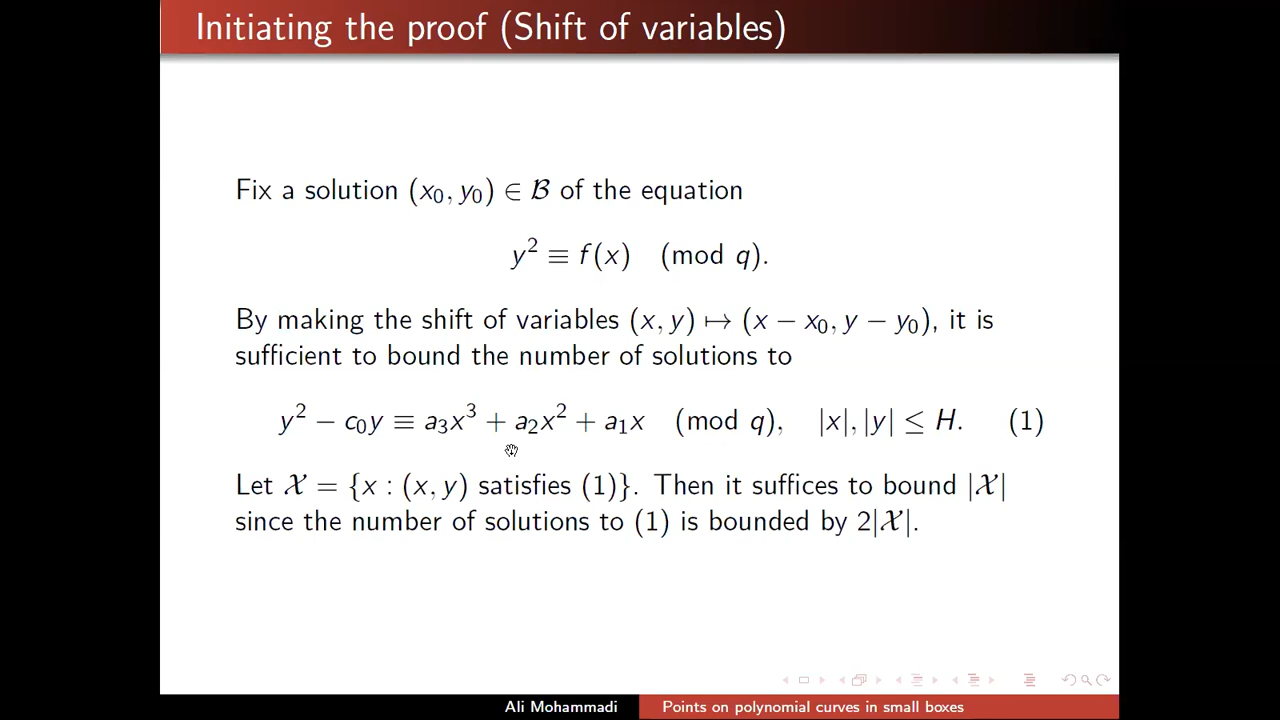 Initiating the proof (Shift of variables)
Fix a solution (x₀, y₀) ∈ ℬ of the equation
y² ≡ f(x) (mod q).
By making the shift of variables (x, y) ↦ (x − x₀, y − y₀), it is
sufficient to bound the number of solutions to
y² − c₀y ≡ a₃x³ + a₂x² + a₁x (mod q), |x|, |y| ≤ H. (1)
Let 𝒳 = {x : (x, y) satisfies (1)}. Then it suffices to bound |𝒳|
since the number of solutions to (1) is bounded by 2|𝒳|.
Ali Mohammadi Points on polynomial curves in small boxes